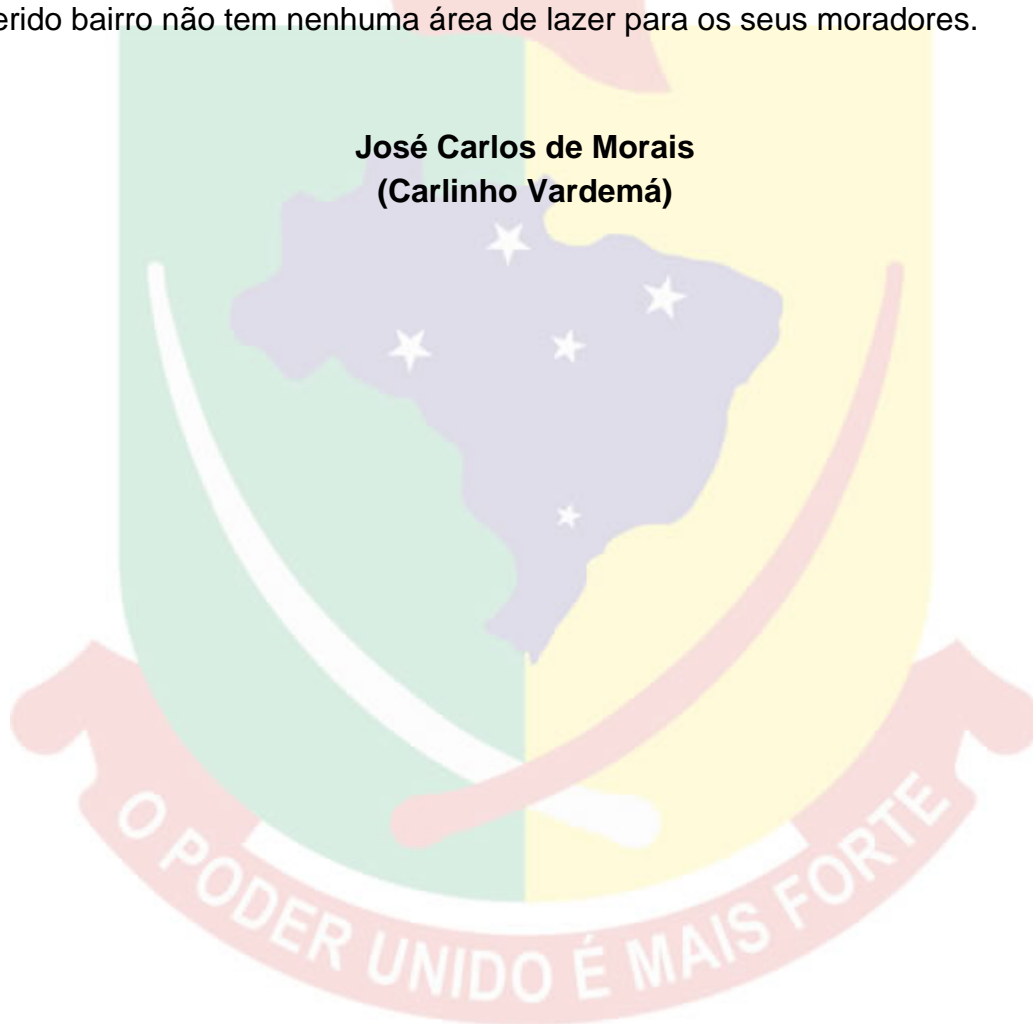 erido bairro não tem nenhuma área de lazer para os seus moradores.
José Carlos de Morais
(Carlinho Vardemá)
O PODER UNIDO É MAIS FORTE